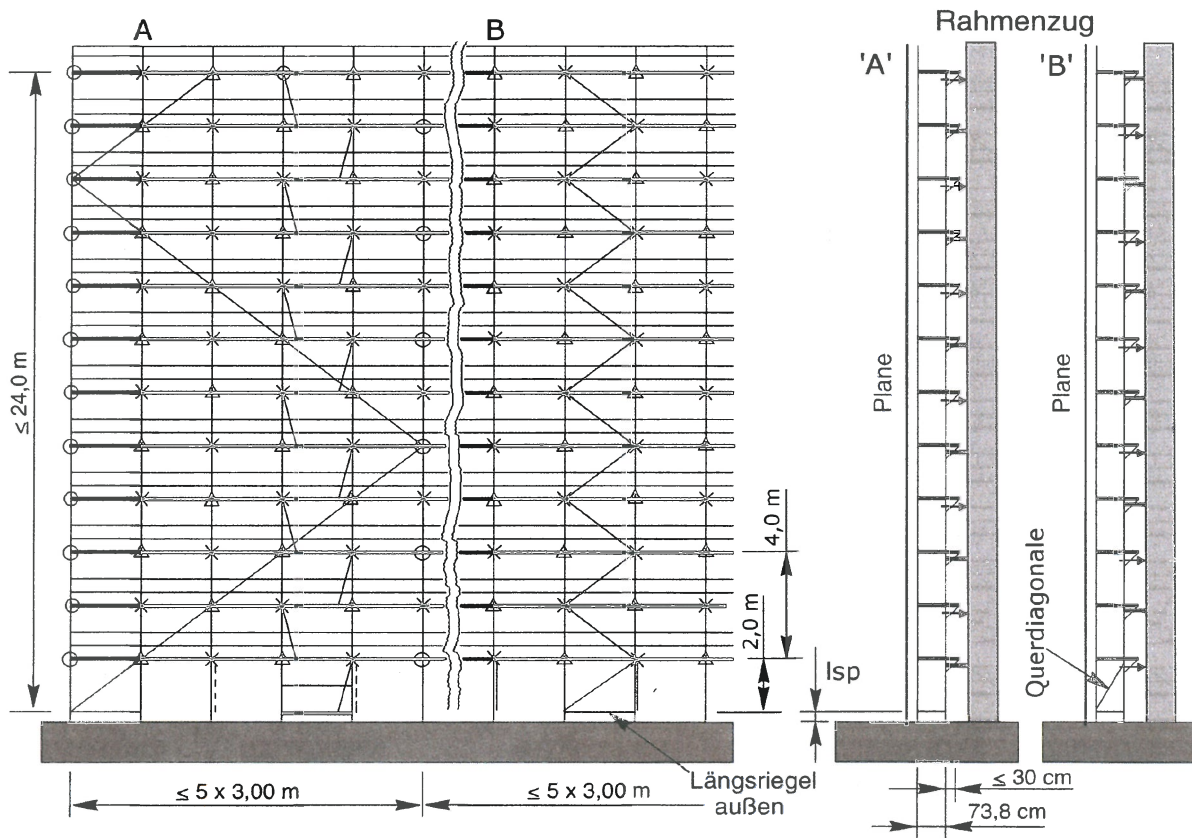 A
B
Rahmenzug
'A'
'B'
≤ 24,0 m
Plane
Plane
4,0 m
2,0 m
lsp
Querdiagonale
Längsriegel
außen
≤ 5 x 3,00 m
≤ 5 x 3,00 m
≤ 30 cm
73,8 cm